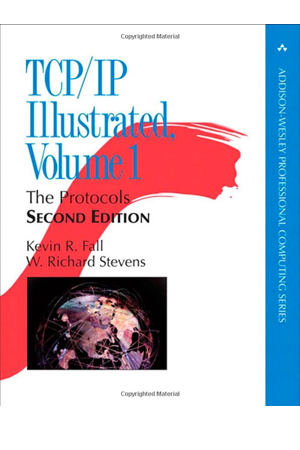 Copyrighted Material
TCP/IP
Illustrated,
Volume 1
The Protocols
SECOND EDITION
Kevin R. Fall
W. Richard Stevens
Copyrighted Material
ADDISON-WESLEY PROFESSIONAL COMPUTING SERIES